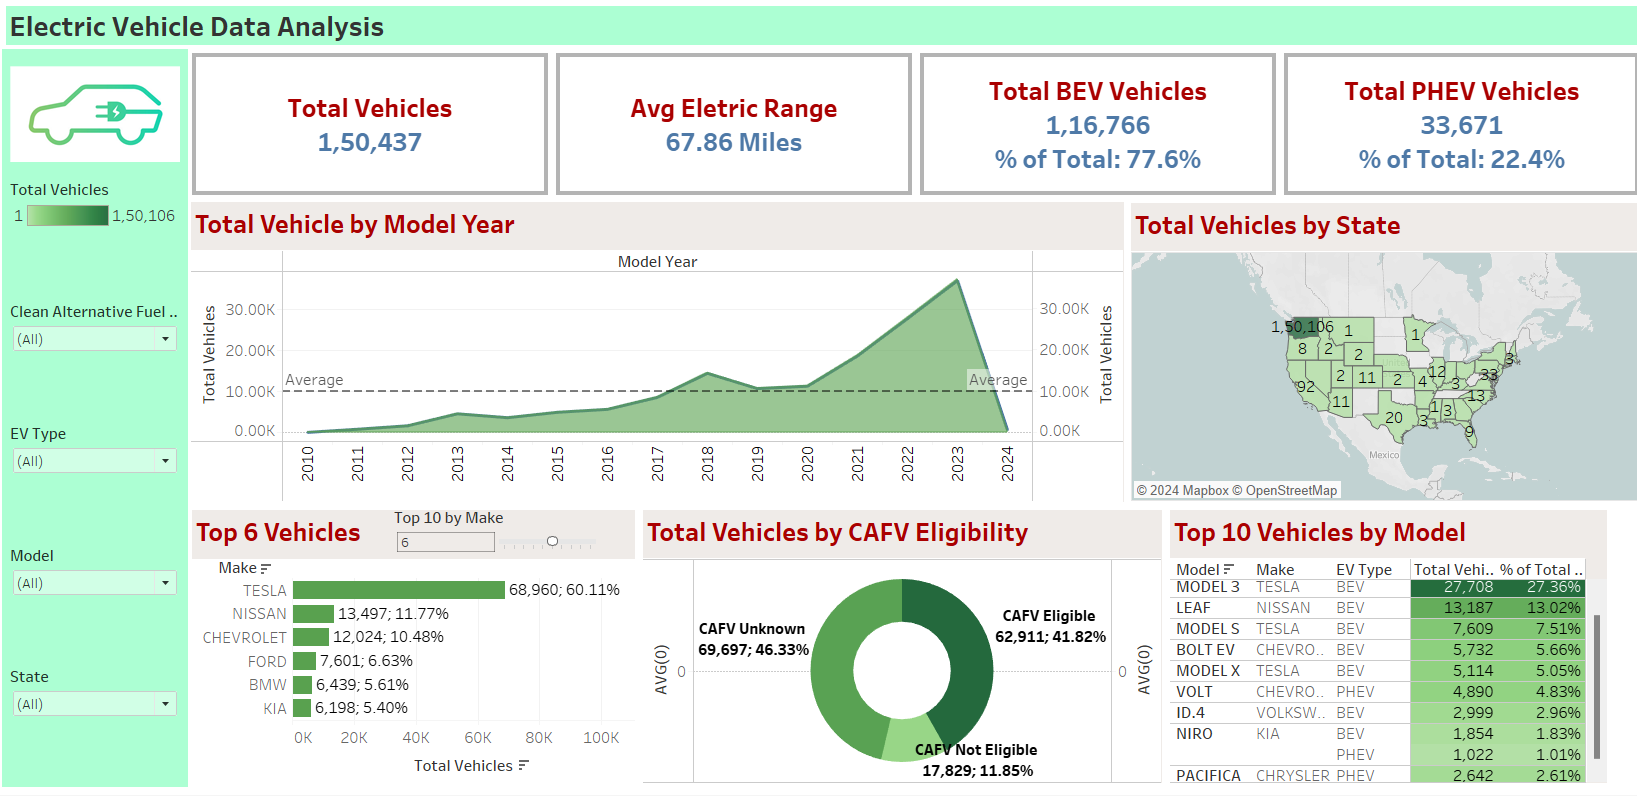 Electric Vehicle Data Analysis
Total Vehicles
1,50,437
Avg Eletric Range
67.86 Miles
Total BEV Vehicles
1,16,766
% of Total: 77.6%
Total PHEV Vehicles
33,671
% of Total: 22.4%
Total Vehicles
1 1,50,106
Clean Alternative Fuel ..
(All)
EV Type
(All)
Model
(All)
State
(All)
Total Vehicle by Model Year
Model Year
Total Vehicles
30.00K
20.00K
10.00K
0.00K
Average
Average
30.00K
20.00K
10.00K
0.00K
Total Vehicles
2010 2011 2012 2013 2014 2015 2016 2017 2018 2019 2020 2021 2022 2023 2024
Total Vehicles by State
1,50,106 1 1
8 2 2 3
92 2 11 2 4 12 3 33
11 20 3 1 3 13
9
Mexico
© 2024 Mapbox © OpenStreetMap
Top 6 Vehicles
Top 10 by Make
6
Make
TESLA 68,960; 60.11%
NISSAN 13,497; 11.77%
CHEVROLET 12,024; 10.48%
FORD 7,601; 6.63%
BMW 6,439; 5.61%
KIA 6,198; 5.40%
0K 20K 40K 60K 80K 100K
Total Vehicles
Total Vehicles by CAFV Eligibility
AVG(0)
0
CAFV Unknown
69,697; 46.33%
CAFV Eligible
62,911; 41.82%
CAFV Not Eligible
17,829; 11.85%
0
AVG(0)
Top 10 Vehicles by Model
Model Make EV Type Total Vehi.. % of Total ..
MODEL 3 TESLA BEV 27,708 27.36%
LEAF NISSAN BEV 13,187 13.02%
MODEL S TESLA BEV 7,609 7.51%
BOLT EV CHEVRO.. BEV 5,732 5.66%
MODEL X TESLA BEV 5,114 5.05%
VOLT CHEVRO.. PHEV 4,890 4.83%
ID.4 VOLKSW.. BEV 2,999 2.96%
NIRO KIA BEV 1,854 1.83%
PHEV 1,022 1.01%
PACIFICA CHRYSLER PHEV 2,642 2.61%